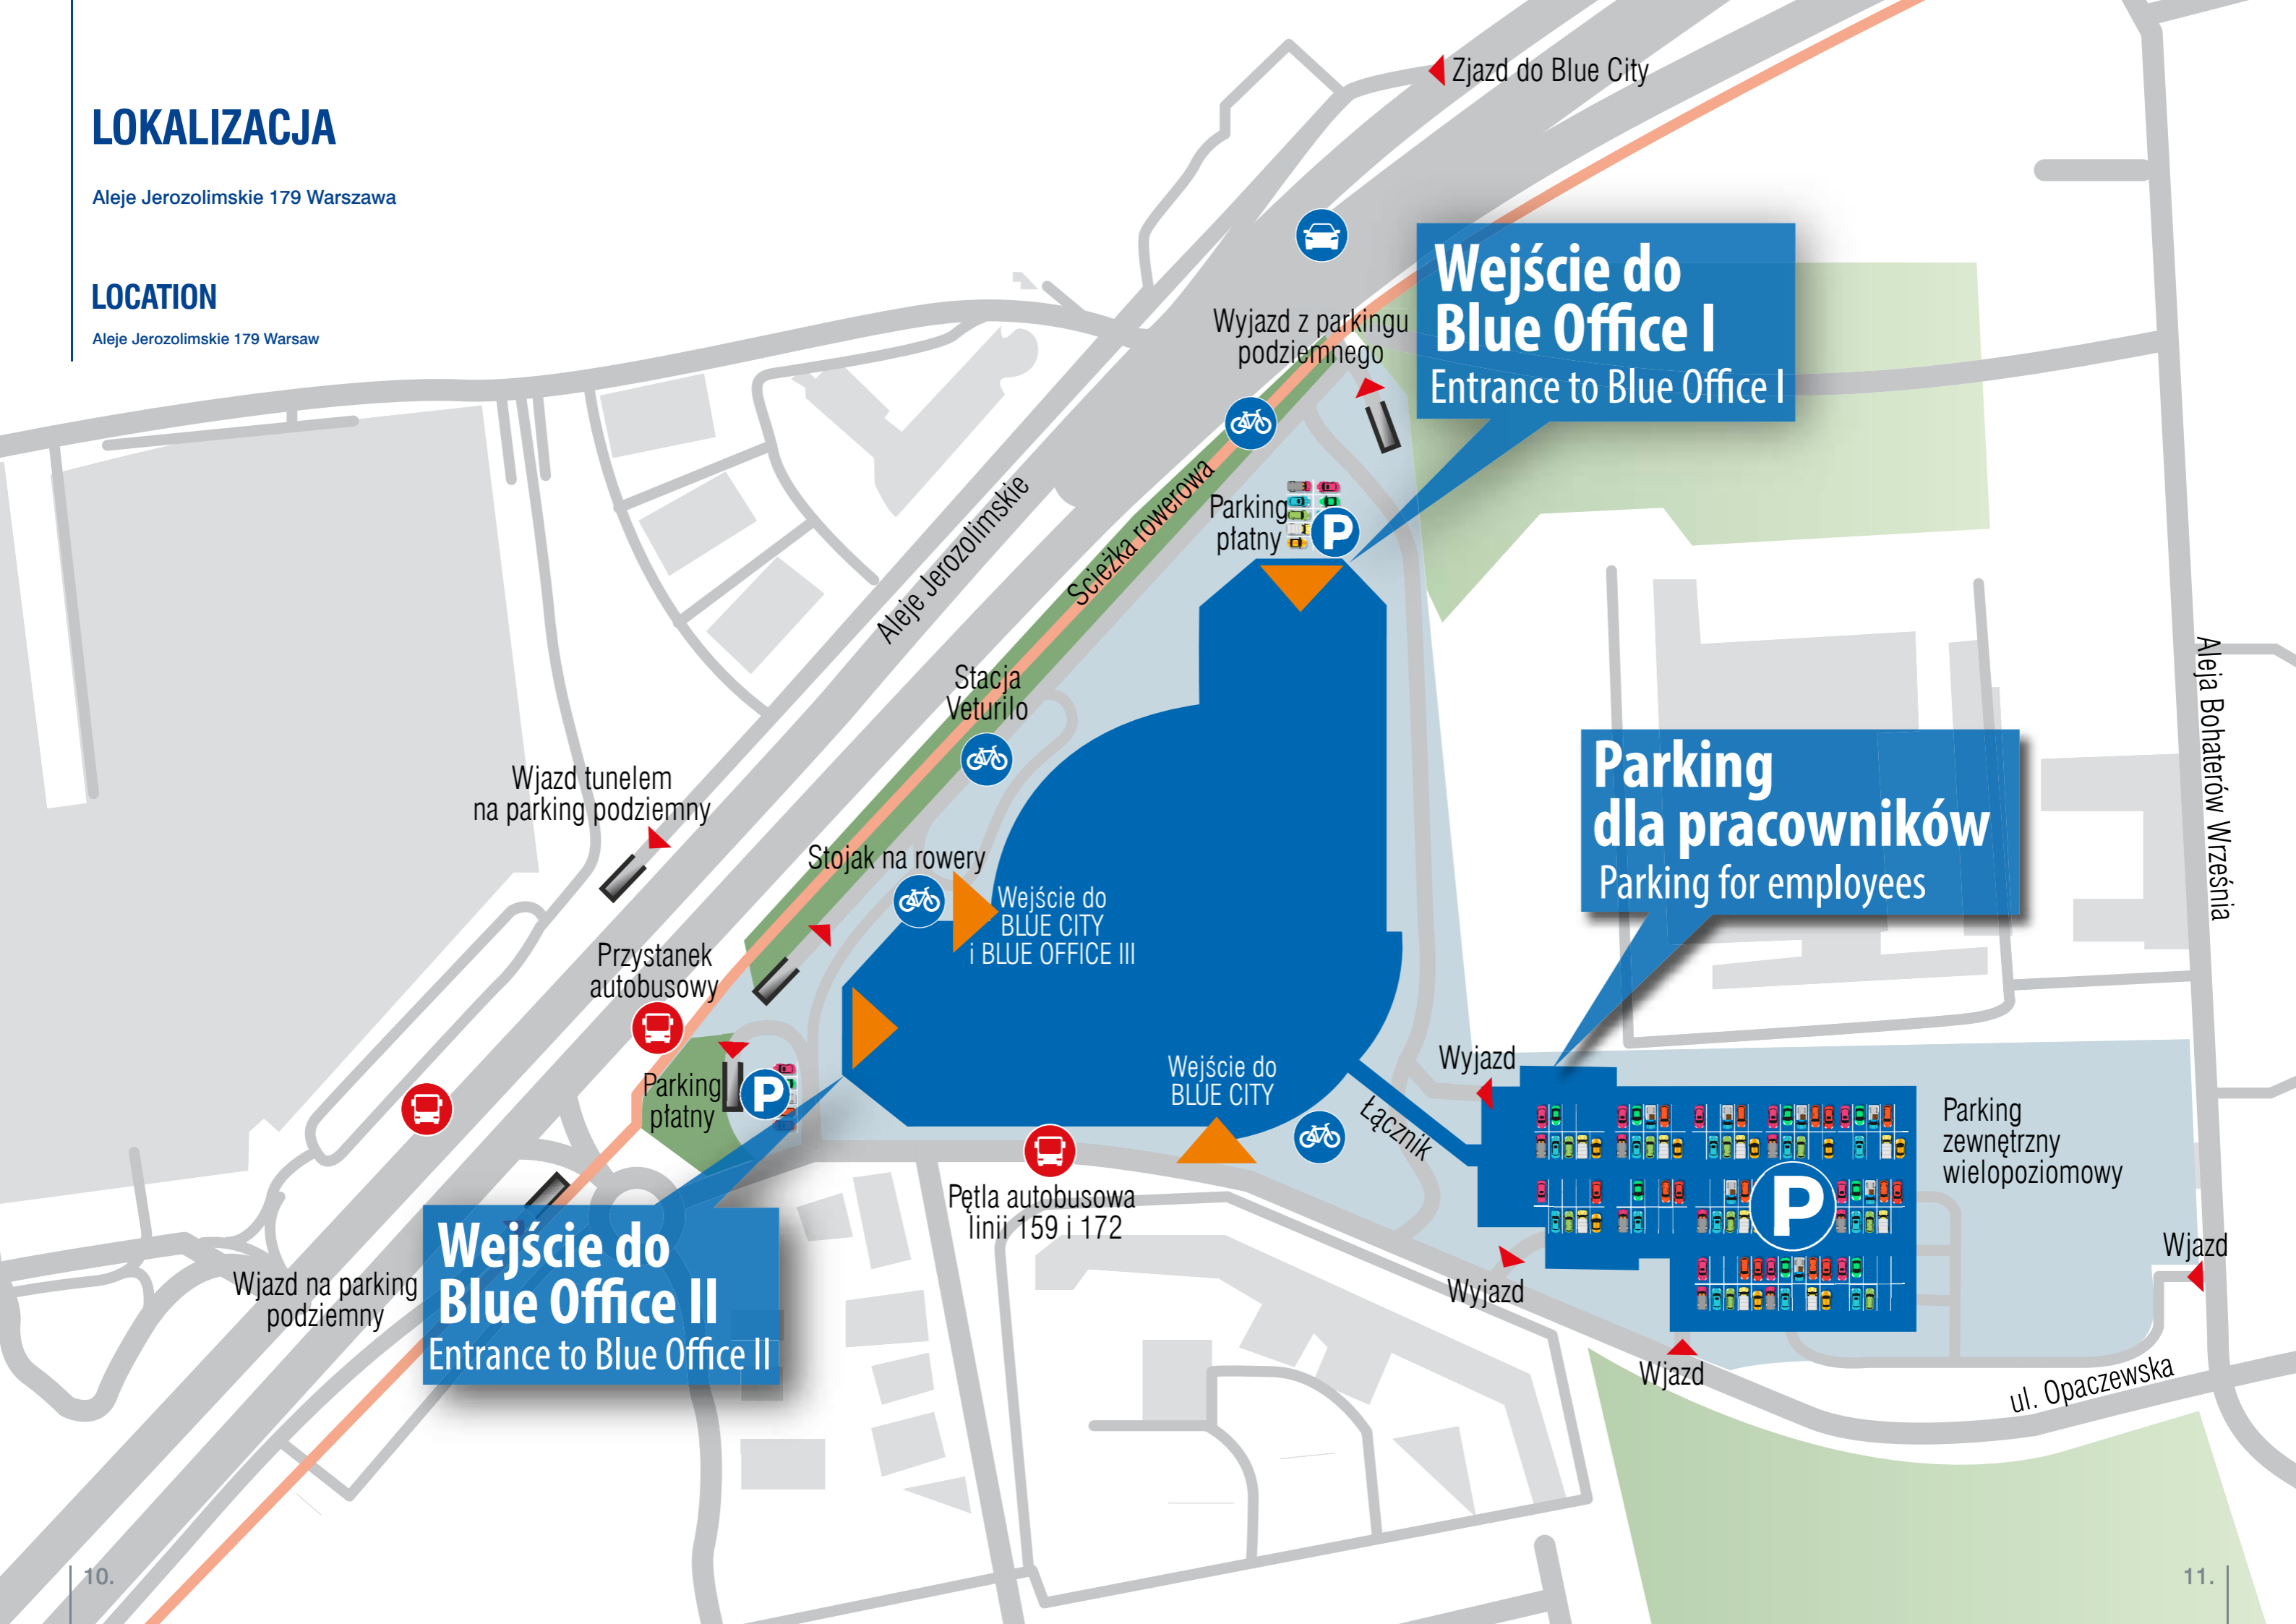 LOKALIZACJA
Aleje Jerozolimskie 179 Warszawa
LOCATION
Aleje Jerozolimskie 179 Warsaw
Zjazd do Blue City
Wejście do
Blue Office I
Entrance to Blue Office I
Wyjazd z parkingu
podziemnego
Parking
płatny
P
Aleje Jerozolimskie
Scieżka rowerowa
Stacja
Veturilo
Wjazd tunelem
na parking podziemny
Stojak na rowery
Wejście do
BLUE CITY
i BLUE OFFICE III
Parking
dla pracowników
Parking for employees
Aleja Bohaterów Września
Przystanek
autobusowy
Parking
płatny
P
Wejście do
BLUE CITY
Łącznik
Wyjazd
Parking
zewnętrzny
wielopoziomowy
P
Pętla autobusowa
linii 159 i 172
Wjazd na parking
podziemny
Wejście do
Blue Office II
Entrance to Blue Office II
Wyjazd
Wjazd
Wjazd
ul. Opaczewska
10.
11.